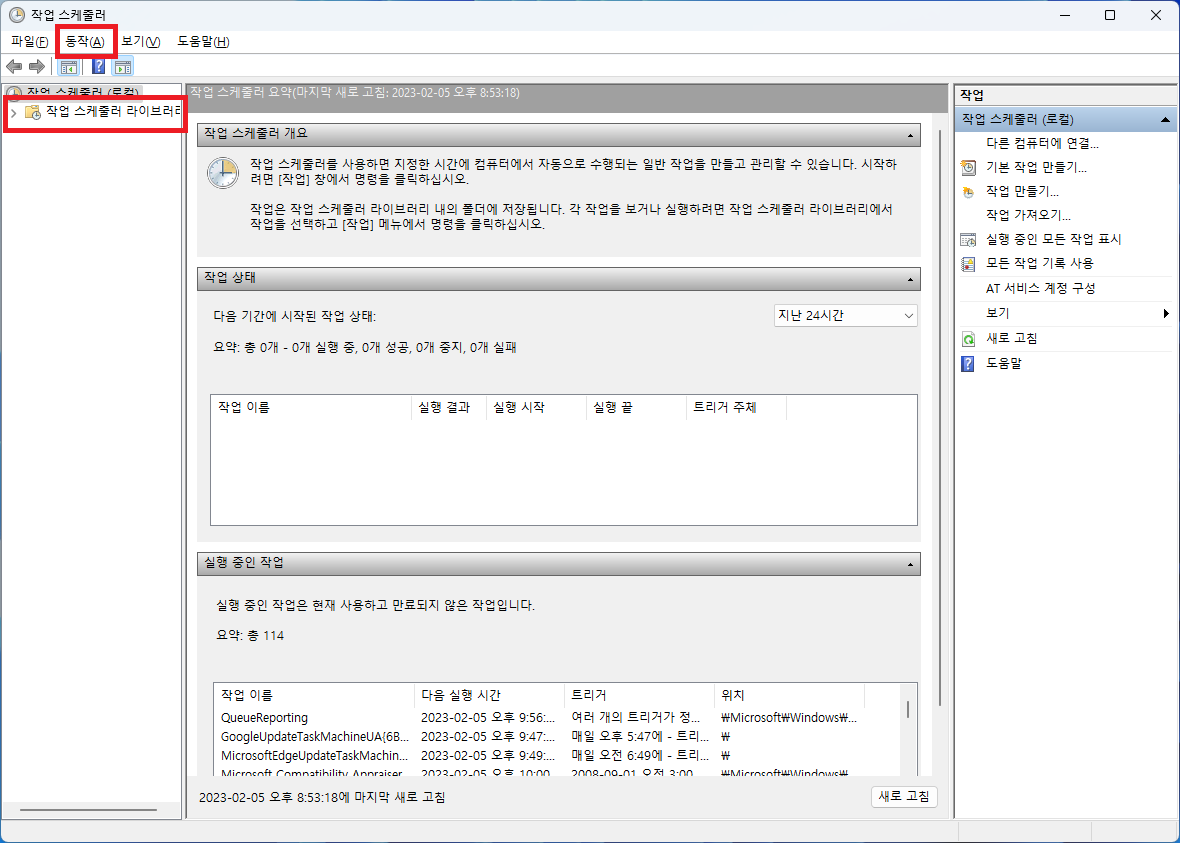 작업 스케줄러
파일(F) 동작(A) 보기(V) 도움말(H)
작업 스케줄러 (로컬)
작업 스케줄러 라이브러리
작업 스케줄러 요약(마지막 새로 고침: 2023-02-05 오후 8:53:18)
작업 스케줄러 개요
작업 스케줄러를 사용하면 지정한 시간에 컴퓨터에서 자동으로 수행되는 일반 작업을 만들고 관리할 수 있습니다. 시작하
려면 [작업] 창에서 명령을 클릭하십시오.
작업은 작업 스케줄러 라이브러리 내의 폴더에 저장됩니다. 각 작업을 보거나 실행하려면 작업 스케줄러 라이브러리에서
작업을 선택하고 [작업] 메뉴에서 명령을 클릭하십시오.
작업 상태
다음 기간에 시작된 작업 상태:
지난 24시간
요약: 총 0개 - 0개 실행 중, 0개 성공, 0개 중지, 0개 실패
작업 이름 실행 결과 실행 시작 실행 끝 트리거 주체
실행 중인 작업
실행 중인 작업은 현재 사용하고 만료되지 않은 작업입니다.
요약: 총 114
작업 이름 다음 실행 시간 트리거 위치
QueueReporting 2023-02-05 오후 9:56:... 여러 개의 트리거가 정... ₩Microsoft₩Windows₩...
GoogleUpdateTaskMachineUA{6B... 2023-02-05 오후 9:47:... 매일 오후 5:47에 - 트리... ₩
MicrosoftEdgeUpdateTaskMachin... 2023-02-05 오후 9:49:... 매일 오전 6:49에 - 트리... ₩
Microsoft Compatibility Appraiser 2023-02-05 오후 10:00... 2008-09-01 오전 3:00... ₩Microsoft₩Windows₩...
2023-02-05 오후 8:53:18에 마지막 새로 고침
새로 고침
작업
작업 스케줄러 (로컬)
다른 컴퓨터에 연결...
기본 작업 만들기...
작업 만들기...
작업 가져오기...
실행 중인 모든 작업 표시
모든 작업 기록 사용
AT 서비스 계정 구성
보기
새로 고침
도움말